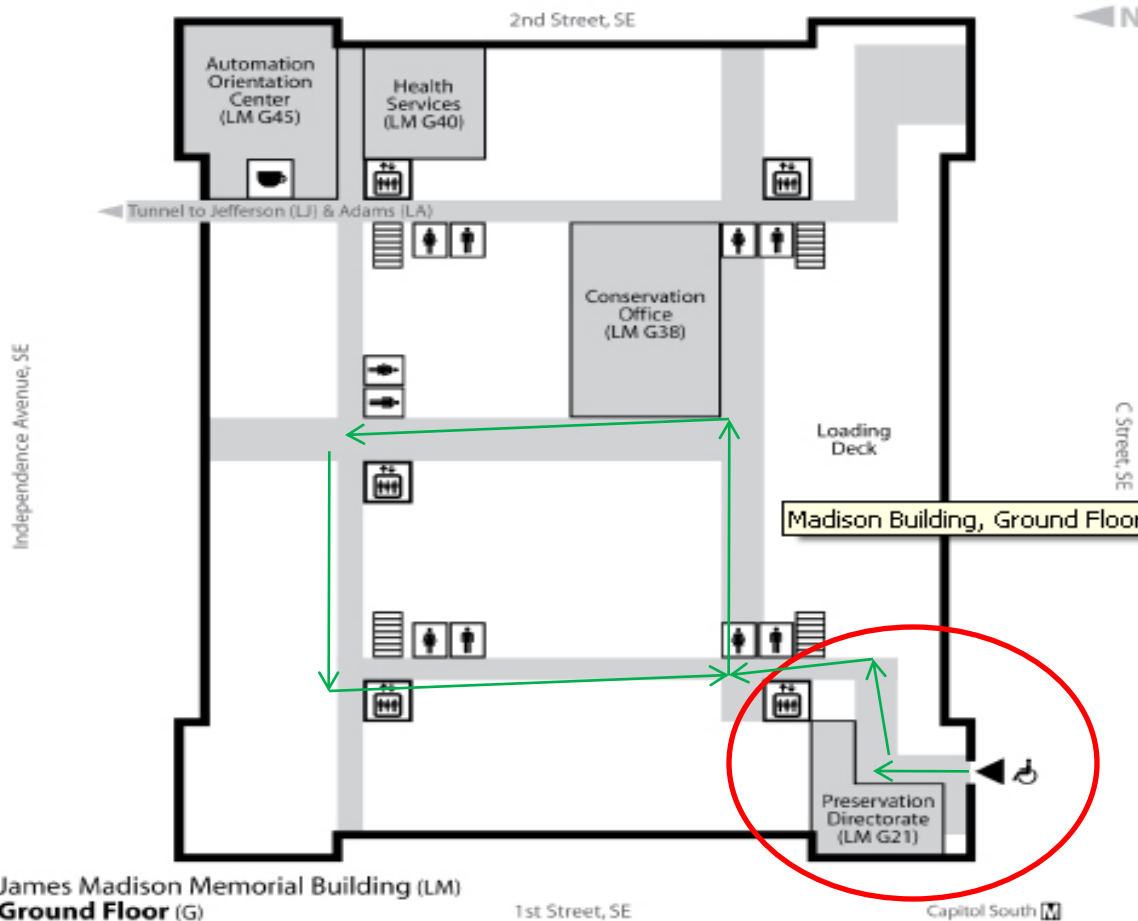 2nd Street, SE
N
Automation
Orientation
Center
(LM G45)
Health
Services
(LM G40)
Tunnel to Jefferson (LJ) & Adams (LA)
Conservation
Office
(LM G38)
Independence Avenue, SE
Loading
Deck
C Street, SE
Madison Building, Ground Floor
Preservation
Directorate
(LM G21)
James Madison Memorial Building (LM)
Ground Floor (G)
1st Street, SE
Capitol South M